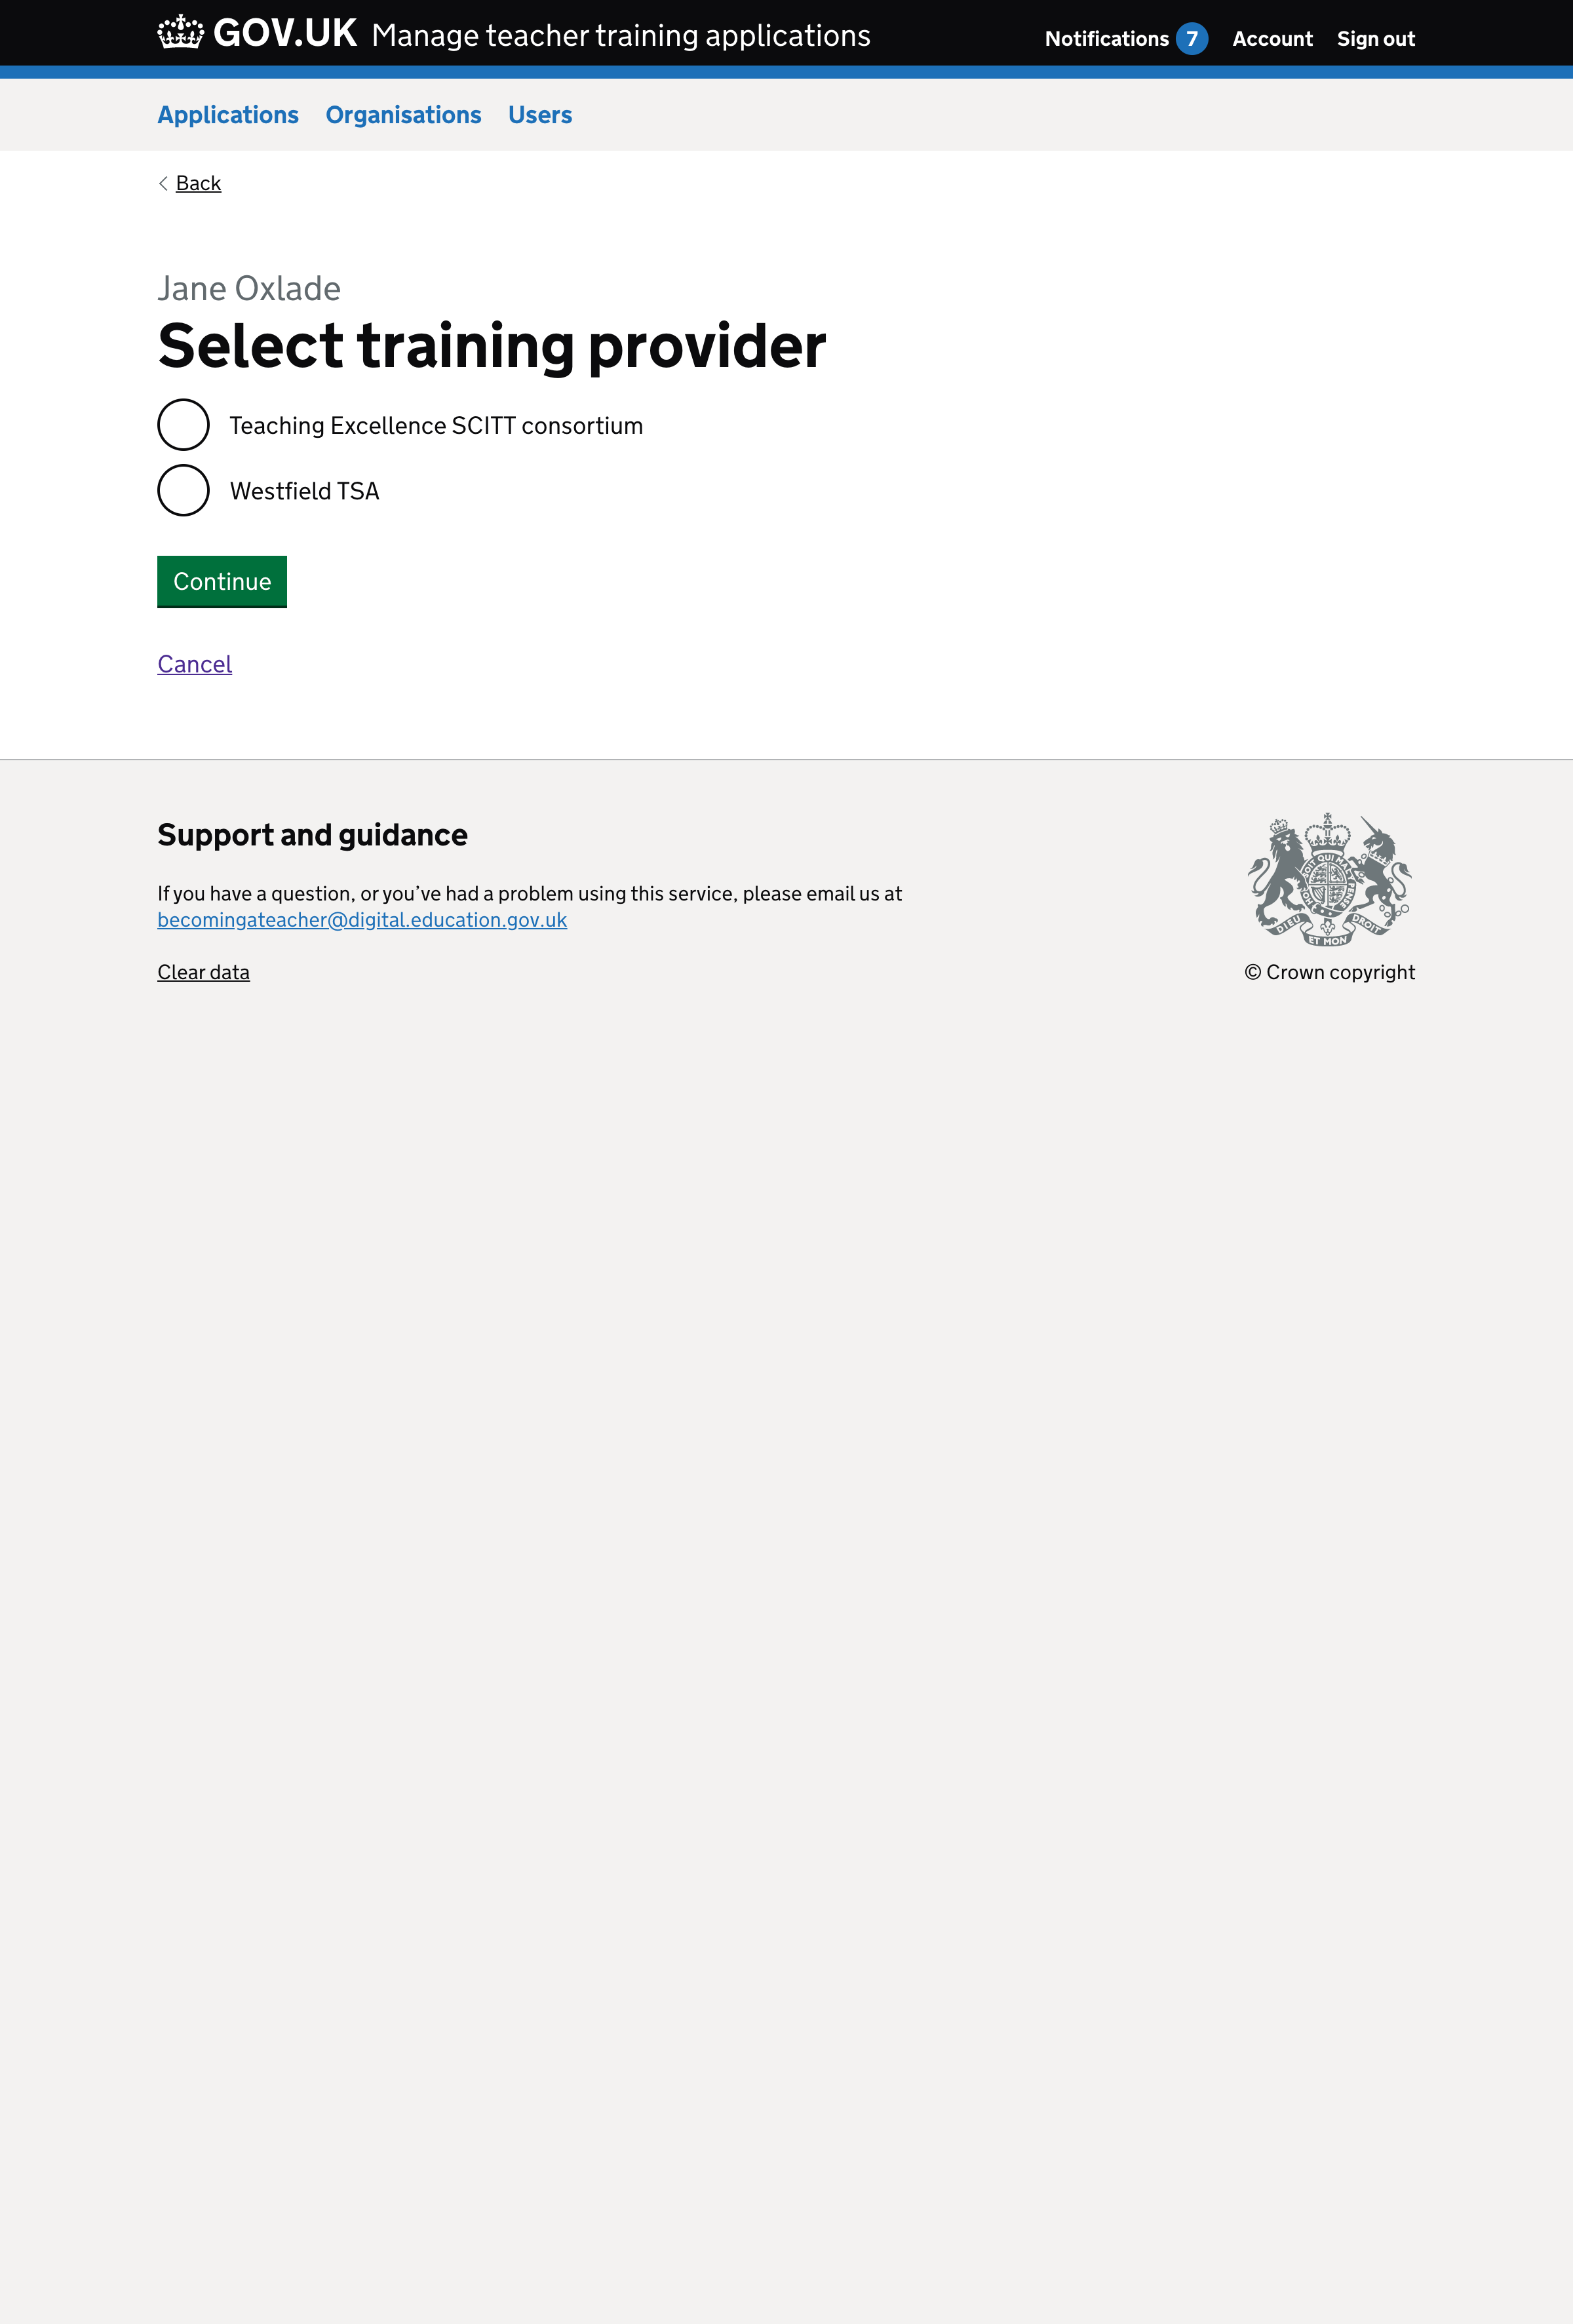 GOV.UK Manage teacher training applications
Notifications 7 Account Sign out
Applications Organisations Users
Back
Jane Oxlade
Select training provider
Teaching Excellence SCITT consortium
Westfield TSA
Continue
Cancel
Support and guidance
If you have a question, or you’ve had a problem using this service, please email us at
becomingateacher@digital.education.gov.uk
Clear data
DIEU ET MON DROIT
© Crown copyright